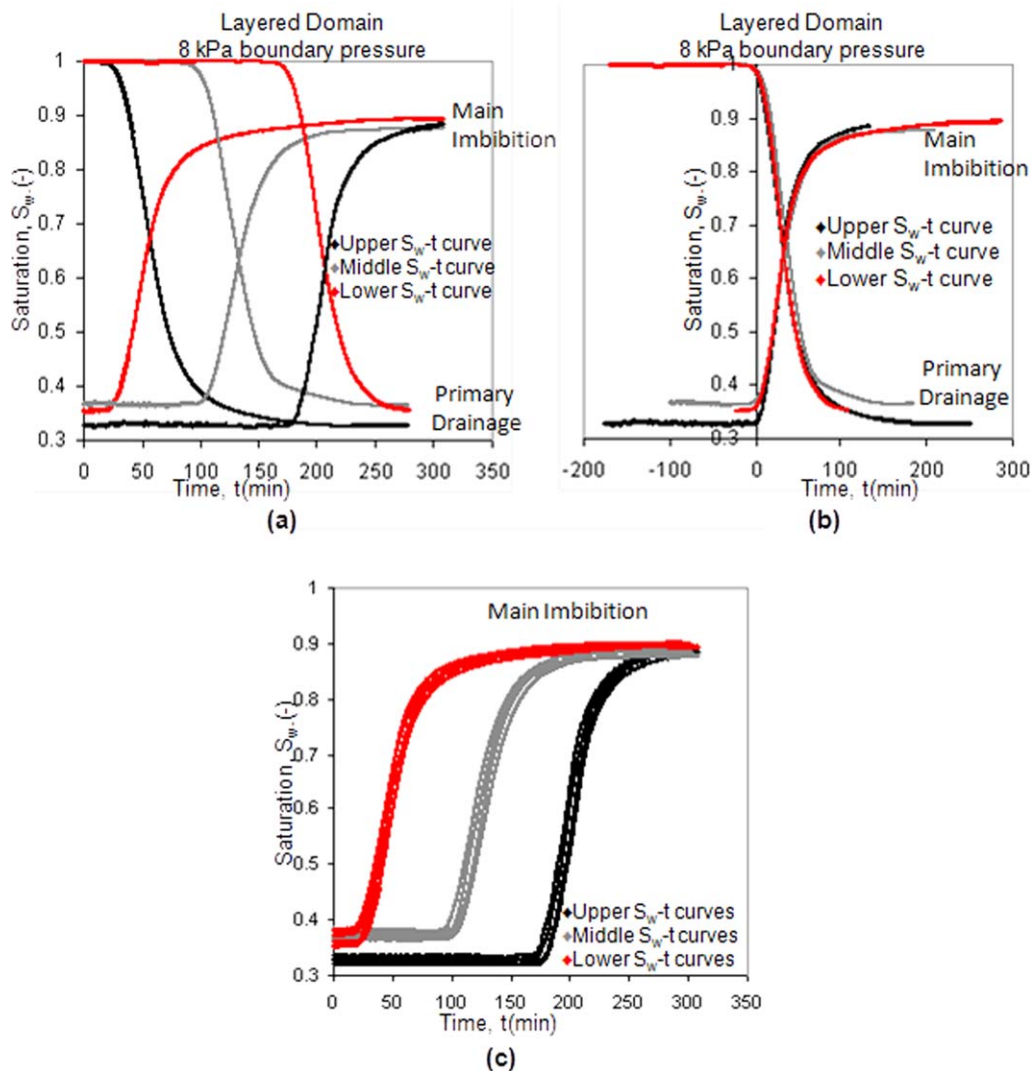 Layered Domain
8 kPa boundary pressure
1
0.9
0.8
0.7
0.6
0.5
0.4
0.3
Saturation, Sw.(-)
Main
Imbibition
Upper Sw-t curve
Middle Sw-t curve
Lower Sw-t curve
Primary
Drainage
0 50 100 150 200 250 300 350
Time, t(min)
(a)
Layered Domain
8 kPa boundary pressure
1
0.9
0.8
0.7
0.6
0.5
0.4
0.3
Saturation, Sw.(-)
Main
Imbibition
Upper Sw-t curve
Middle Sw-t curve
Lower Sw-t curve
Primary
Drainage
-200 -100 0 100 200 300
Time, t(min)
(b)
Main Imbibition
1
0.9
0.8
0.7
0.6
0.5
0.4
0.3
Saturation, Sw.(-)
Upper Sw-t curves
Middle Sw-t curves
Lower Sw-t curves
0 50 100 150 200 250 300 350
Time, t(min)
(c)